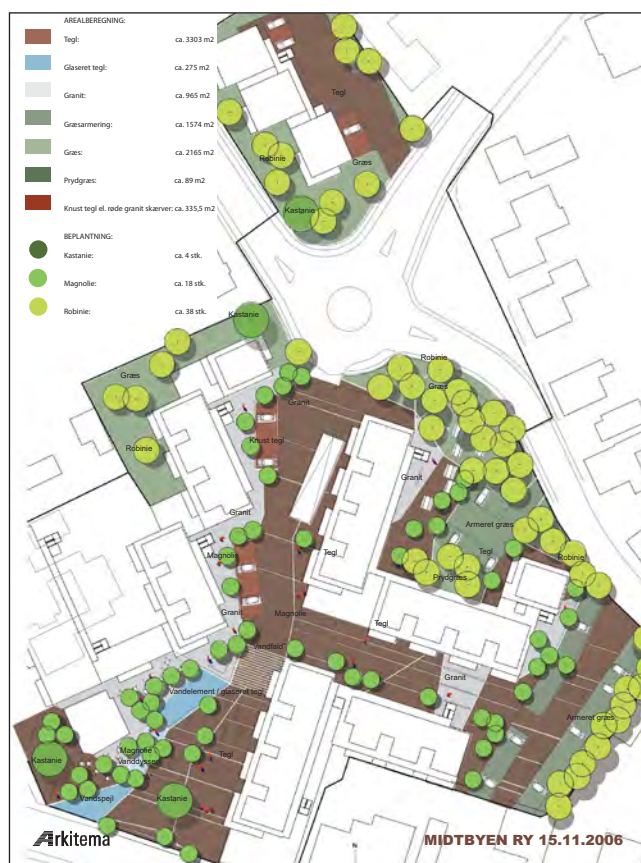 AREALBEREGNING:
Tegl: ca. 3303 m2
Glaseret tegl: ca. 275 m2
Granit: ca. 965 m2
Græsarmering: ca. 1574 m2
Græs: ca. 2165 m2
Prydgræs: ca. 89 m2
Knust tegl el. røde granit skærver: ca. 335,5 m2
BEPLANTNING:
Kastanie: ca. 4 stk.
Magnolie: ca. 18 stk.
Robinie: ca. 38 stk.
Tegl
Robinie
Græs
Kastanie
Kastanie
Robinie
Græs
Græs
Granit
Robinie
Knust tegl
Granit
Granit
Armeret græs
Tegl
Tegl
Magnolie
Robinie
Prydgræs
Magnolie
Granit
Tegl
Vandfald
Granit
Vandelement / glaseret tegl
Armeret græs
Magnolie
Vanddysser
Tegl
Kastanie
Vandspejl
Kastanie
Arkitema
N
MIDTBYEN RY 15.11.2006